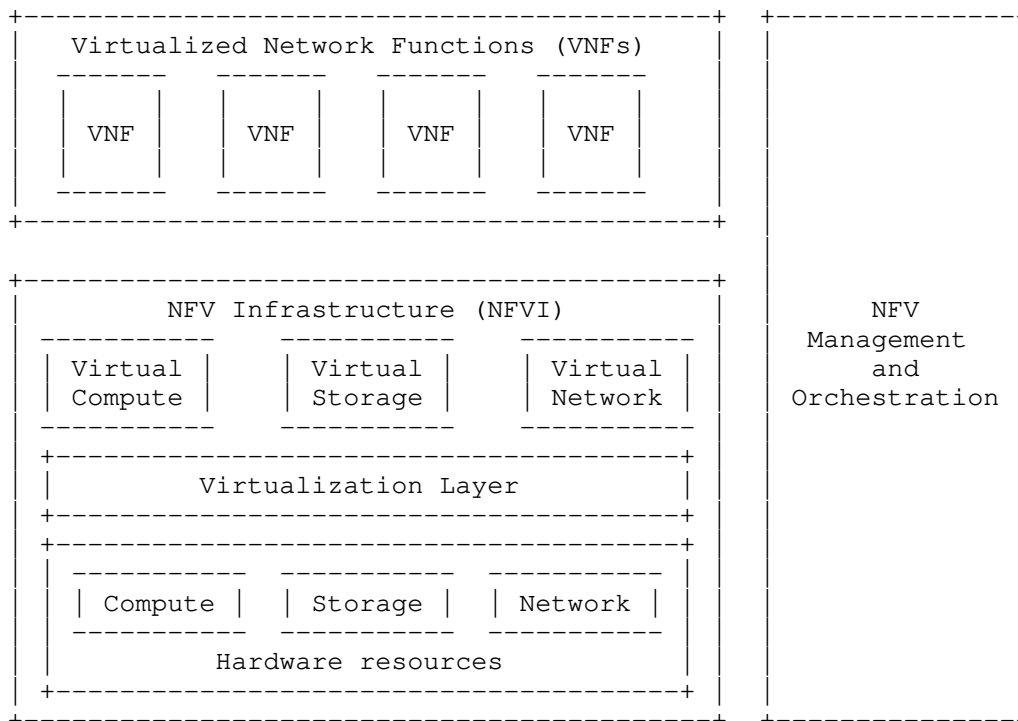 Virtualized Network Functions (VNFs)
VNF VNF VNF VNF
NFV Infrastructure (NFVI)
Virtual Virtual Virtual
Compute Storage Network
Virtualization Layer
Compute Storage Network
Hardware resources
NFV
Management
and
Orchestration